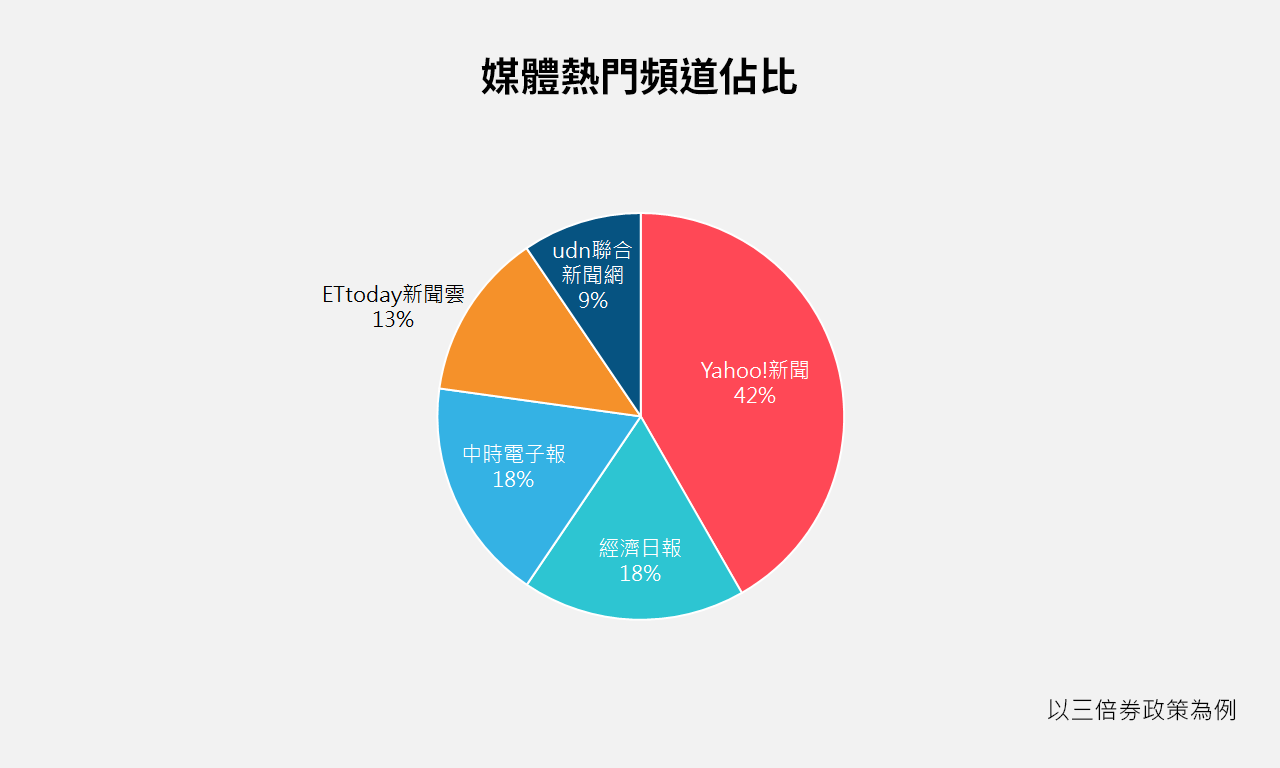 媒體熱門頻道佔比
udn聯合
新聞網
9%
ETtoday新聞雲
13%
Yahoo!新聞
42%
中時電子報
18%
經濟日報
18%
以三倍券政策為例